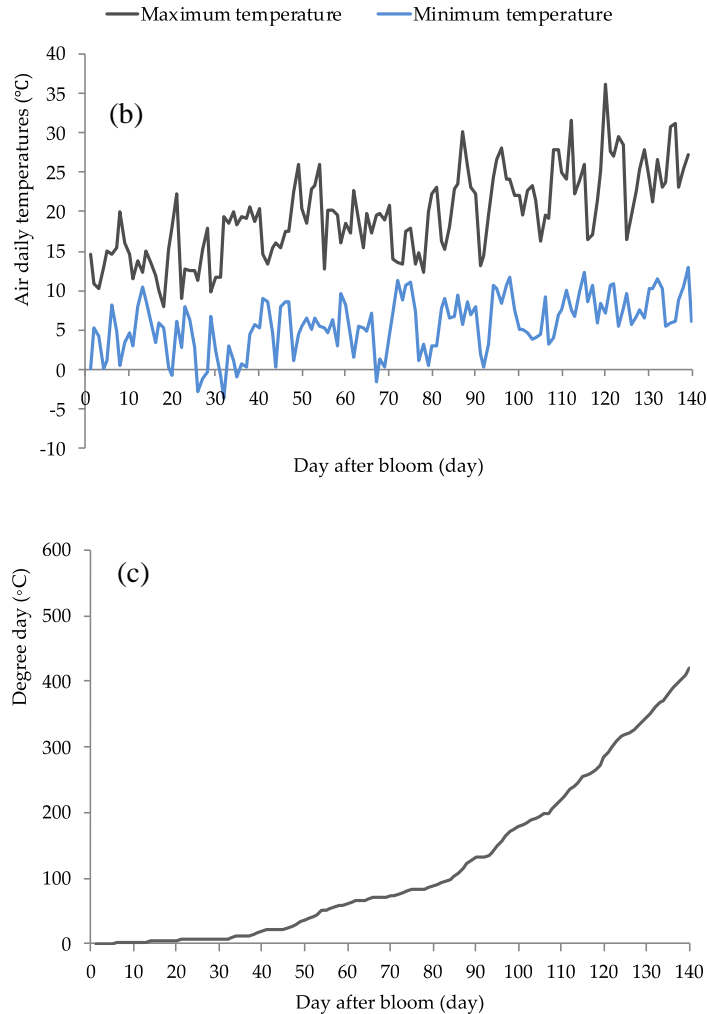 Maximum temperature Minimum temperature
40
35
30
25
20
15
10
5
0
-5
-10
Air daily temperatures (℃)
(b)
0 10 20 30 40 50 60 70 80 90 100 110 120 130 140
Day after bloom (day)
600
500
400
300
200
100
0
Degree day (◦C)
(c)
0 10 20 30 40 50 60 70 80 90 100 110 120 130 140
Day after bloom (day)